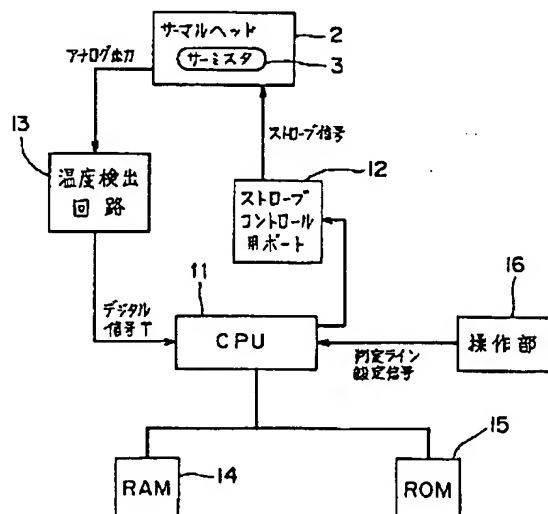 サーマルヘッド
2
サーミスタ
3
アナログ出力
ストローブ信号
13
温度検出
回路
12
ストローブ
コントロール
用ポート
デジタル
信号T
11
CPU
判定ライン
設定信号
16
操作部
RAM
14
ROM
15